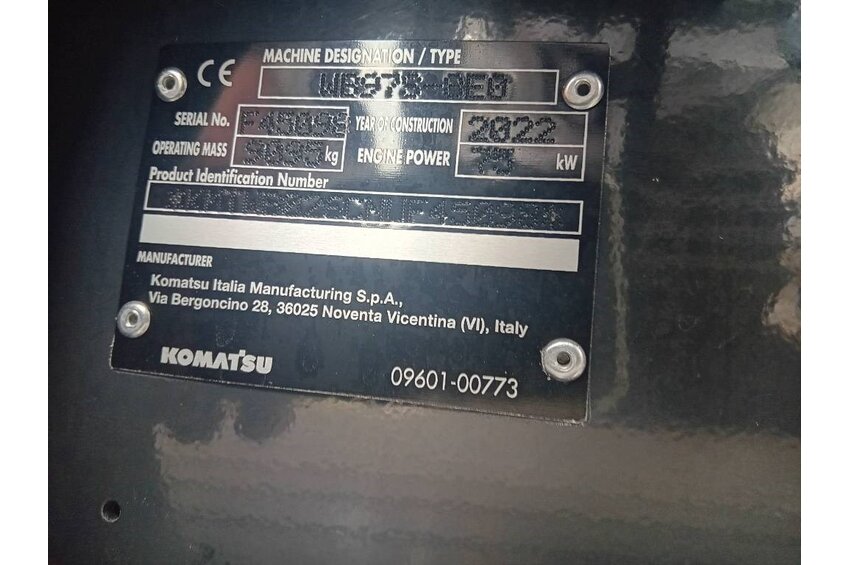 CE
MACHINE DESIGNATION / TYPE
SERIAL No.
YEAR OF CONSTRUCTION 2022
OPERATING MASS kg
ENGINE POWER kW
Product Identification Number
MANUFACTURER
Komatsu Italia Manufacturing S.p.A.,
Via Bergoncino 28, 36025 Noventa Vicentina (VI), Italy
KOMATSU
09601-00773